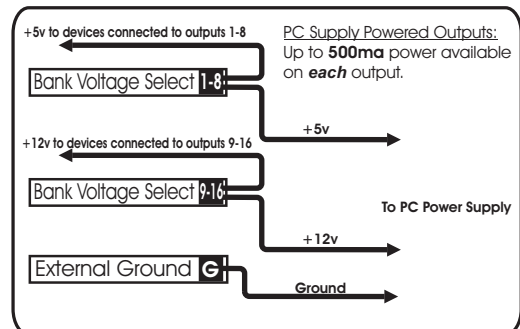 +5v to devices connected to outputs 1-8
PC Supply Powered Outputs:
Up to 500ma power available
on each output.
Bank Voltage Select 1-8
+5v
+12v to devices connected to outputs 9-16
Bank Voltage Select 9-16
To PC Power Supply
+12v
External Ground G
Ground